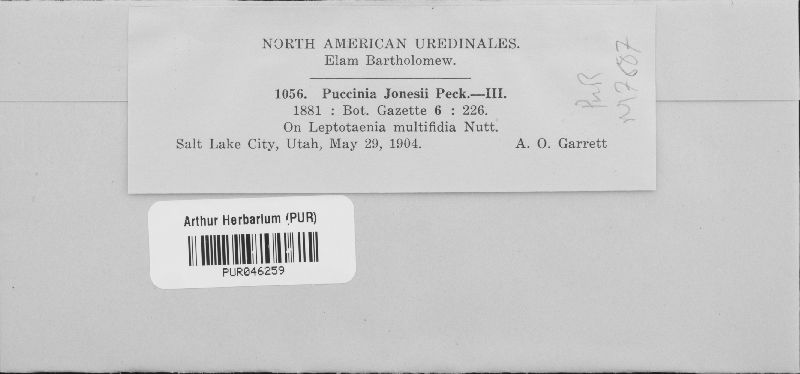 NORTH AMERICAN UREDINALES.
Elam Bartholomew.
1056. Puccinia Jonesii Peck.—III.
1881 : Bot. Gazette 6 : 226.
On Leptotaenia multifidia Nutt.
Salt Lake City, Utah, May 29, 1904. A. O. Garrett
PUR
N7687
Arthur Herbarium (PUR)
PUR046259